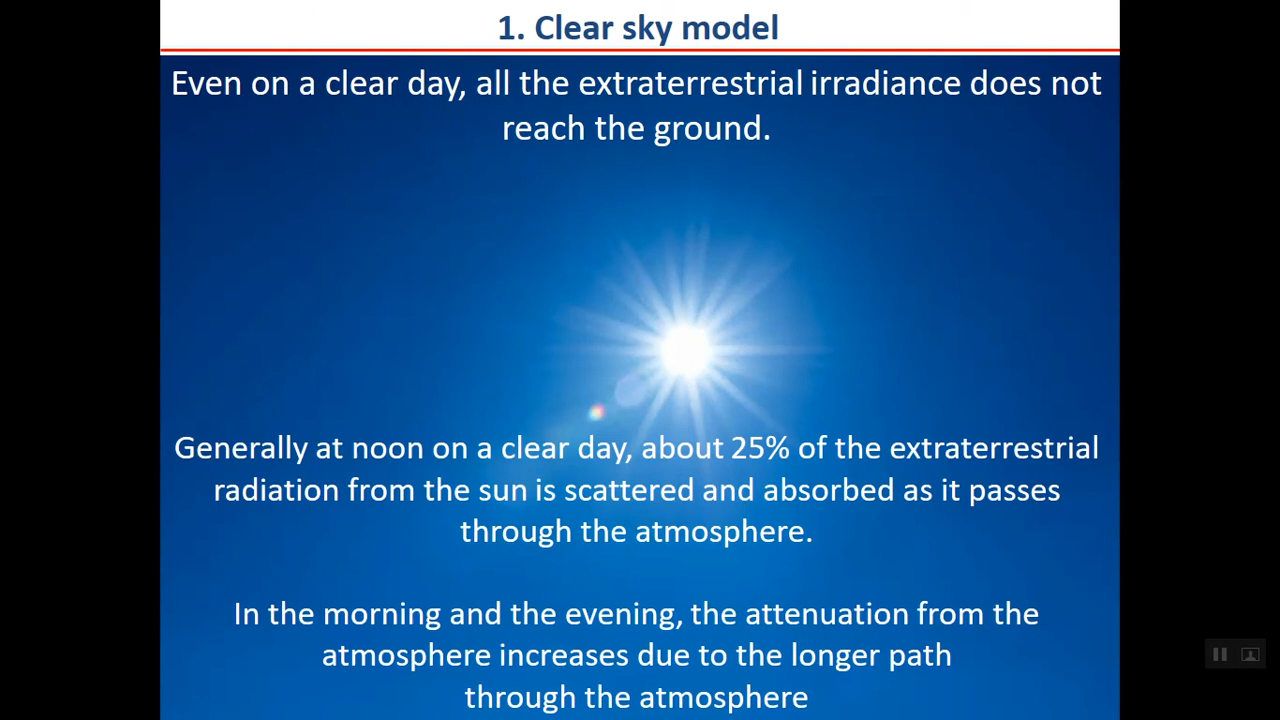 1. Clear sky model
Even on a clear day, all the extraterrestrial irradiance does not
reach the ground.
Generally at noon on a clear day, about 25% of the extraterrestrial
radiation from the sun is scattered and absorbed as it passes
through the atmosphere.
In the morning and the evening, the attenuation from the
atmosphere increases due to the longer path
through the atmosphere